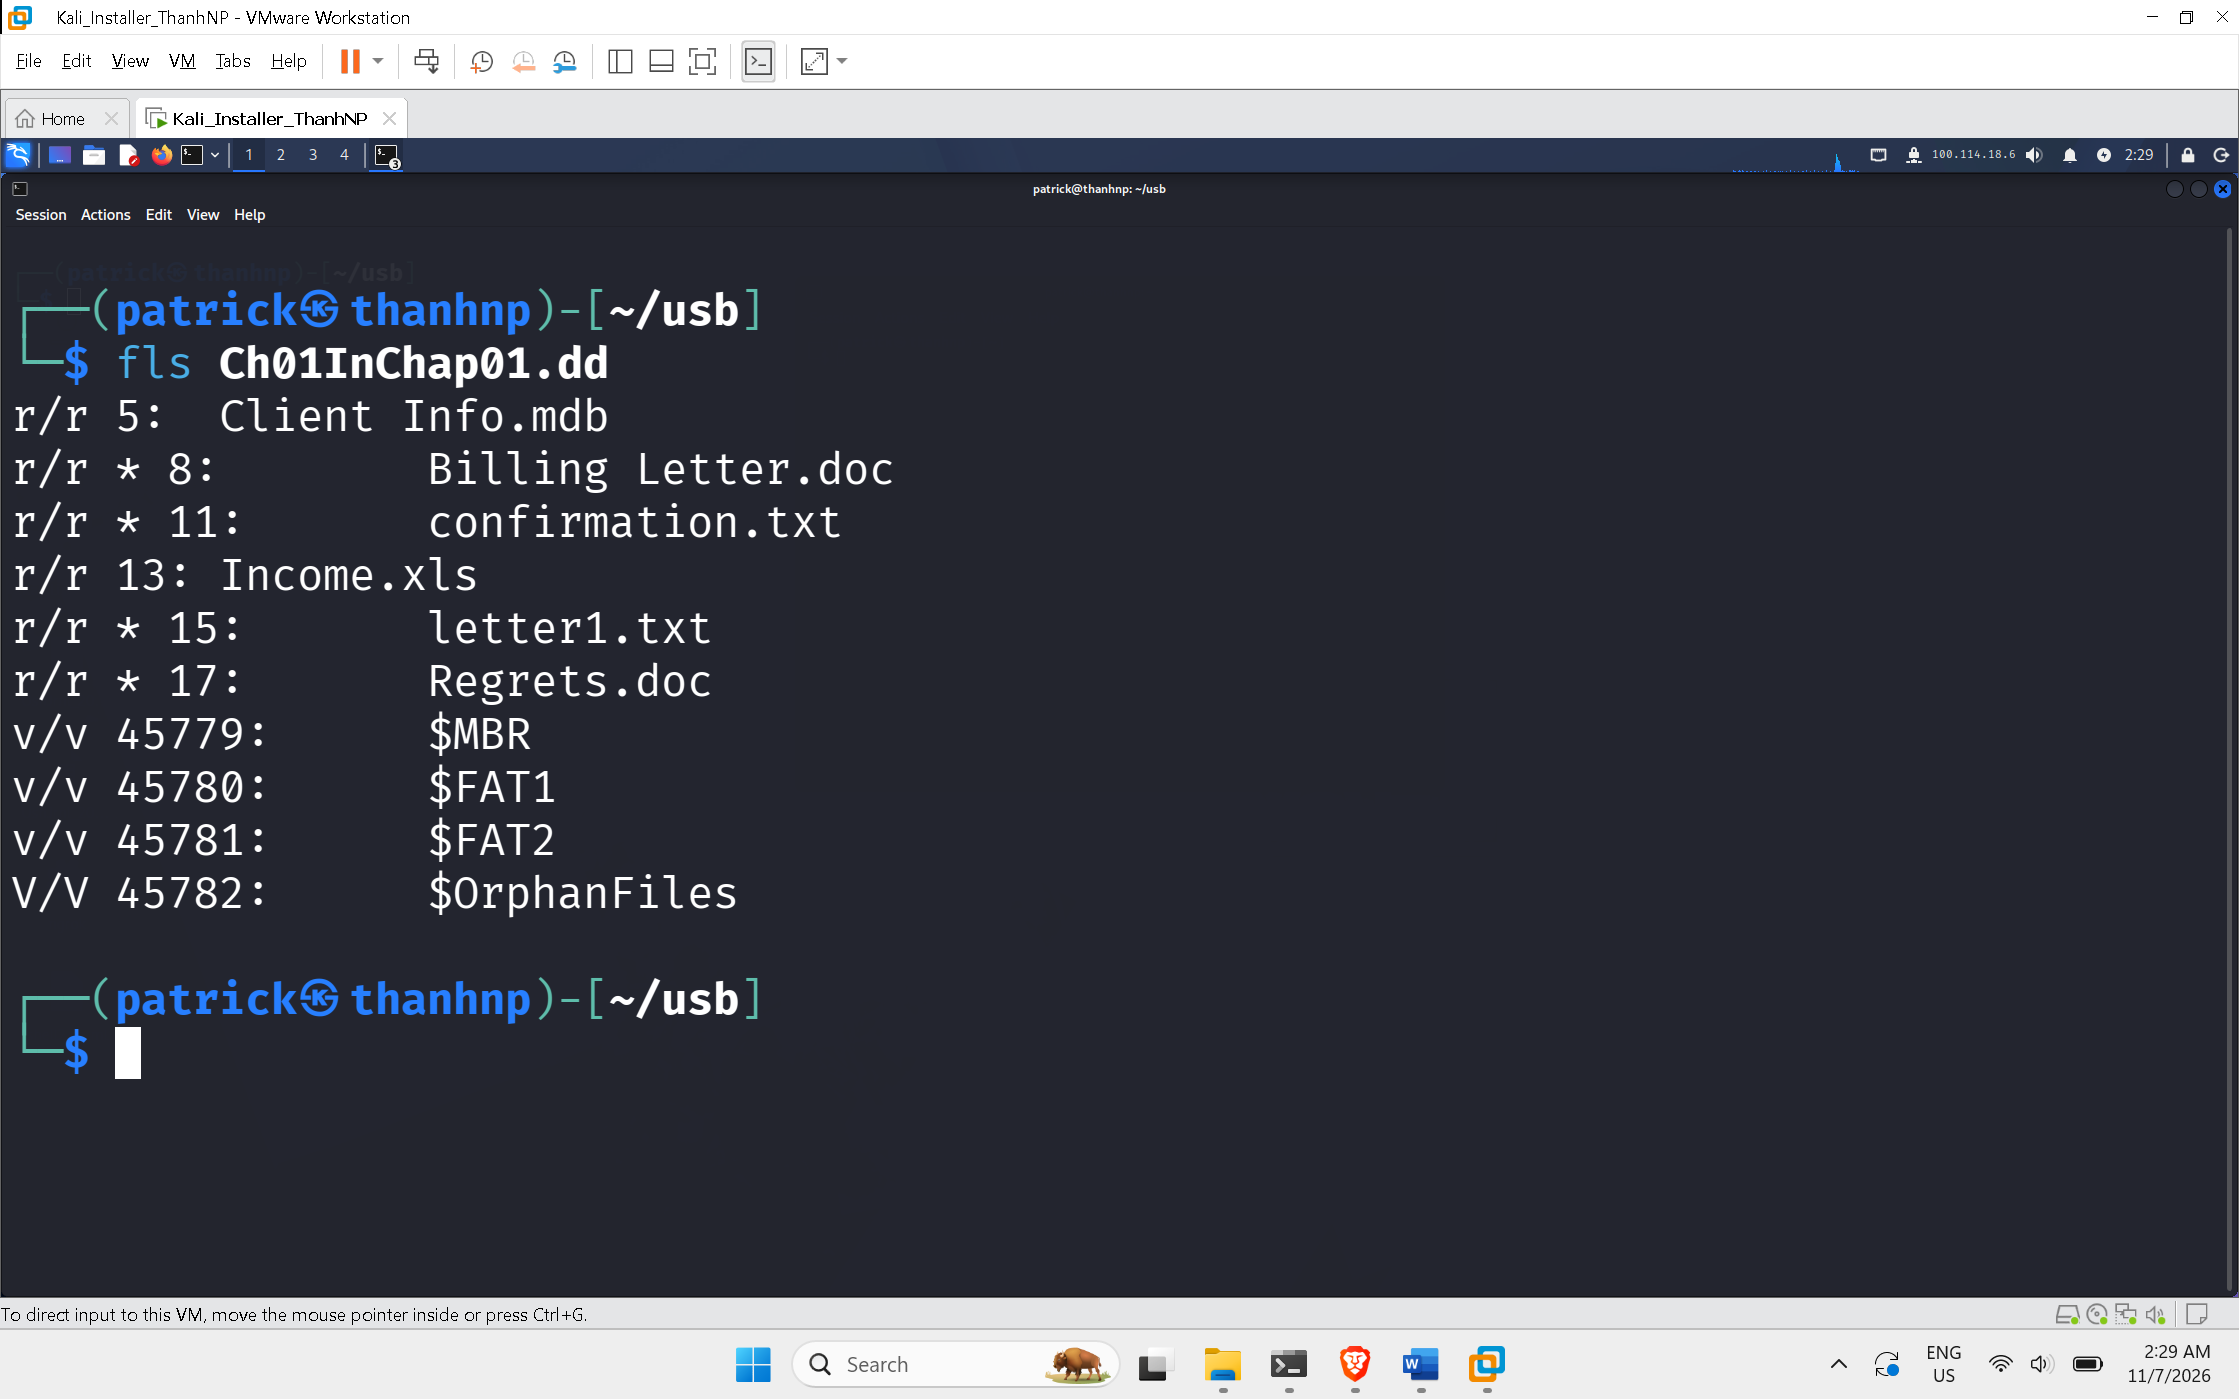 Kali_Installer_ThanhNP - VMware Workstation
File Edit View VM Tabs Help
Home
Kali_Installer_ThanhNP
1 2 3 4
3
100.114.18.6
2:29
patrick@thanhnp: ~/usb
Session Actions Edit View Help
(patrick㉿thanhnp)-[~/usb]
┌──(patrick㉿thanhnp)-[~/usb]
└─$ fls Ch01InChap01.dd
r/r 5:  Client Info.mdb
r/r * 8:        Billing Letter.doc
r/r * 11:       confirmation.txt
r/r 13: Income.xls
r/r * 15:       letter1.txt
r/r * 17:       Regrets.doc
v/v 45779:      $MBR
v/v 45780:      $FAT1
v/v 45781:      $FAT2
V/V 45782:      $OrphanFiles
┌──(patrick㉿thanhnp)-[~/usb]
└─$
To direct input to this VM, move the mouse pointer inside or press Ctrl+G.
Search
ENG
US
2:29 AM
11/7/2026